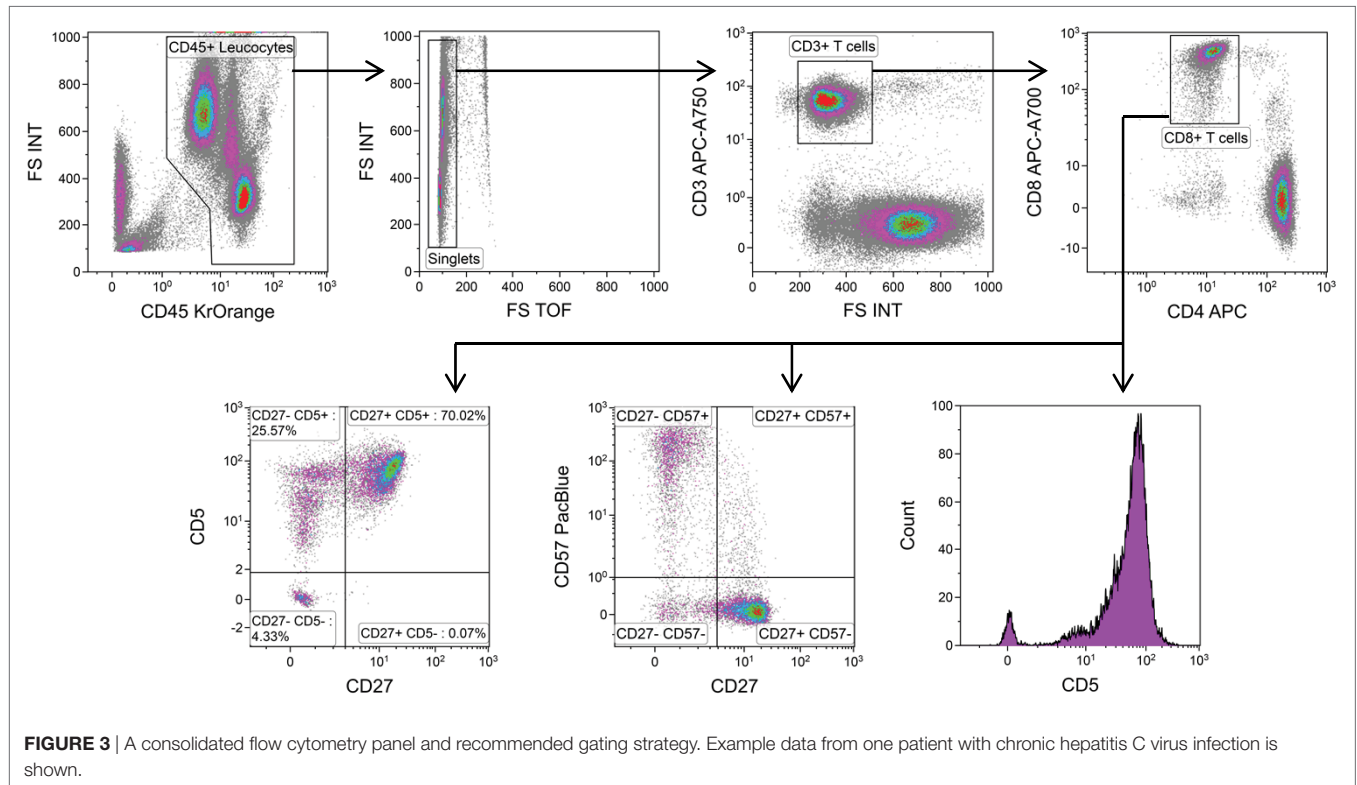 1000
800
600
400
200
0
FS INT
CD45+ Leucocytes
0
10⁰
10¹
10²
10³
CD45 KrOrange
1000
800
600
400
200
0
FS INT
Singlets
0
200
400
600
800
1000
FS TOF
10³
10²
10¹
10⁰
0
CD3 APC-A750
CD3+ T cells
0
200
400
600
800
1000
FS INT
10³
10²
10
0
-10
CD8 APC-A700
CD8+ T cells
10⁰
10¹
10²
10³
CD4 APC
10³
10²
10¹
2
0
-2
CD5
CD27- CD5+ :
25.57%
CD27+ CD5+ : 70.02%
CD27- CD5- :
4.33%
CD27+ CD5- : 0.07%
0
10¹
10²
10³
CD27
10³
10²
10¹
10⁰
0
CD57 PacBlue
CD27- CD57+
CD27+ CD57+
CD27- CD57-
CD27+ CD57-
0
10¹
10²
10³
CD27
100
80
60
40
20
0
Count
0
10¹
10²
10³
CD5
FIGURE 3 | A consolidated flow cytometry panel and recommended gating strategy. Example data from one patient with chronic hepatitis C virus infection is
shown.